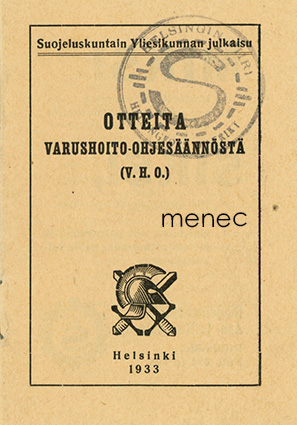 Suojeluskuntain Yliesikunnan julkaisu
OTTEITA
VARUSHOITO-OHJESÄÄNNÖSTÄ
(V. H. O.)
menec
Helsinki
1933
S